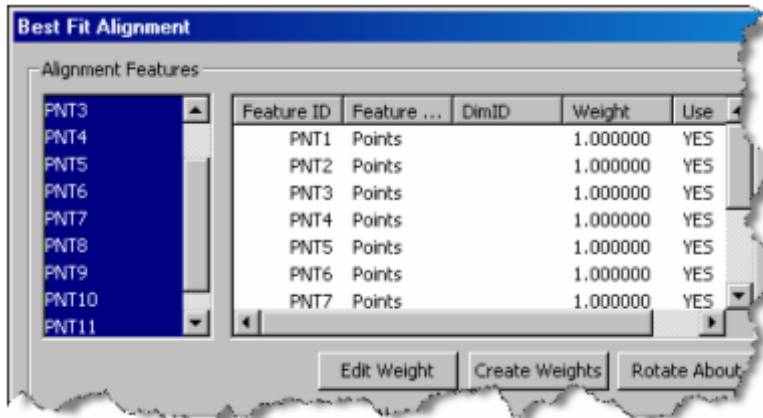 Best Fit Alignment
Alignment Features
PNT3
PNT4
PNT5
PNT6
PNT7
PNT8
PNT9
PNT10
PNT11
Feature ID Feature ... DimID Weight Use
PNT1 Points 1.000000 YES
PNT2 Points 1.000000 YES
PNT3 Points 1.000000 YES
PNT4 Points 1.000000 YES
PNT5 Points 1.000000 YES
PNT6 Points 1.000000 YES
PNT7 Points 1.000000 YES
Edit Weight Create Weights Rotate About